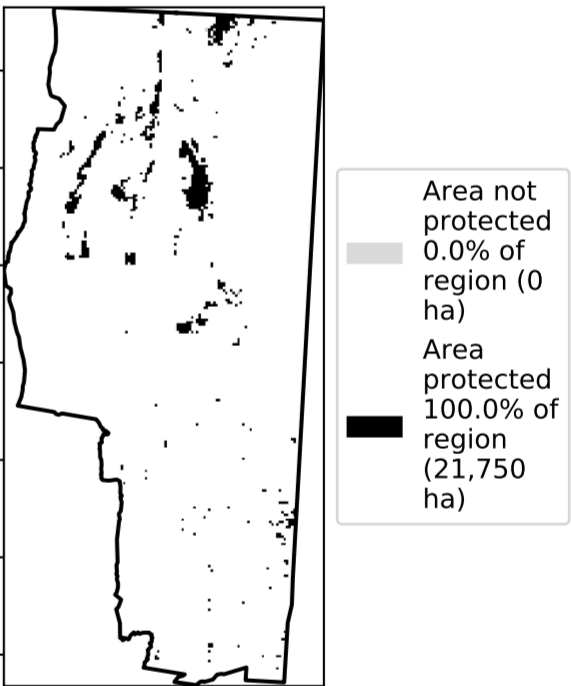 Area not
protected
0.0% of
region (0
ha)
Area
protected
100.0% of
region
(21,750
ha)